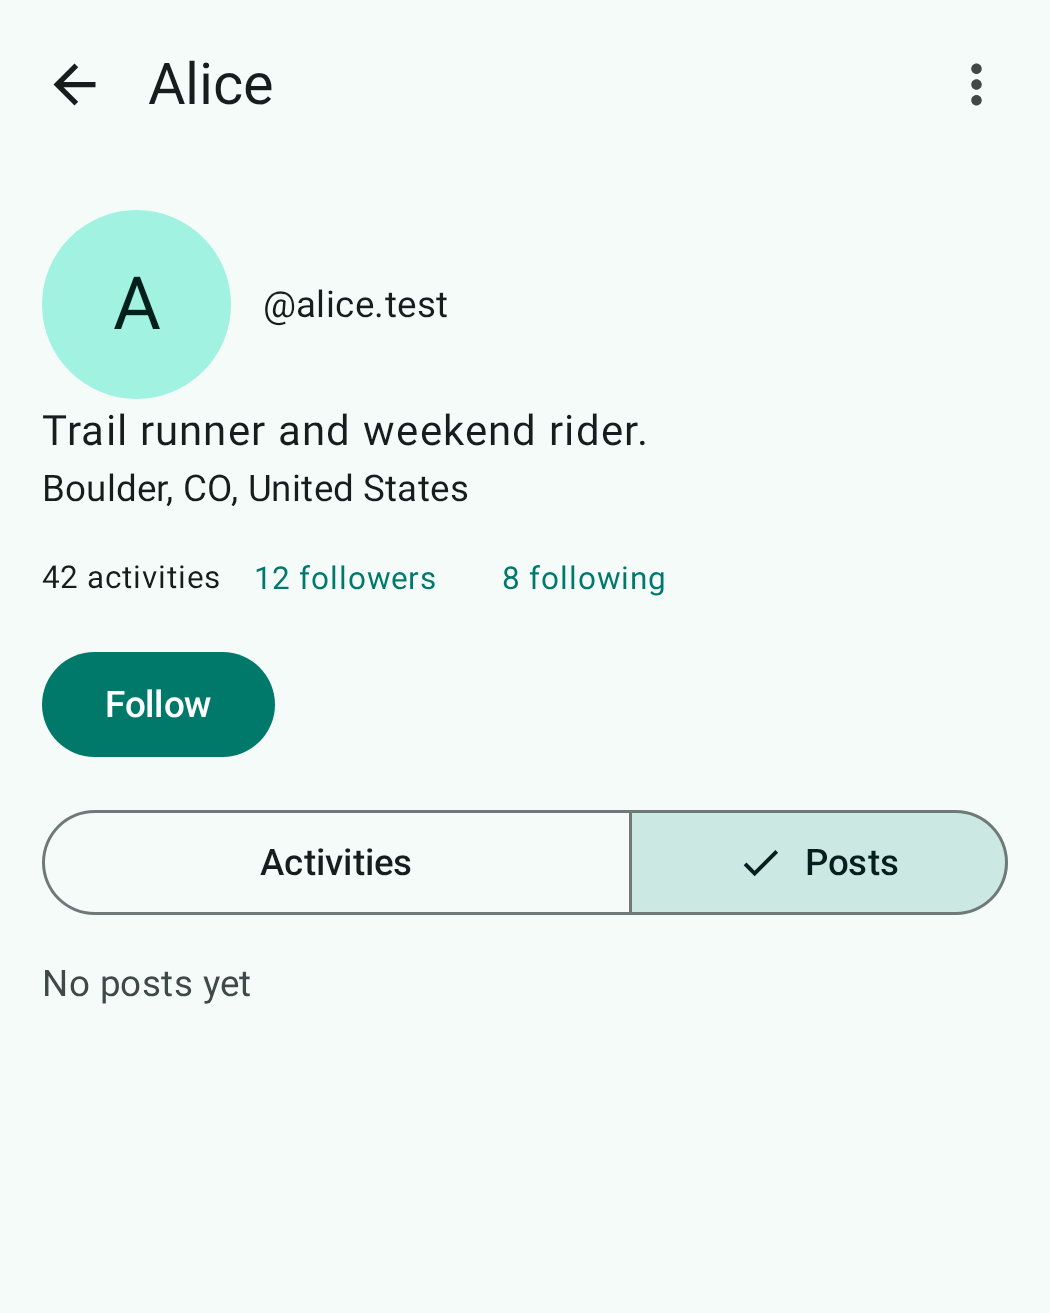 Alice
A
@alice.test
Trail runner and weekend rider.
Boulder, CO, United States
42 activities 12 followers 8 following
Follow
Activities Posts
No posts yet